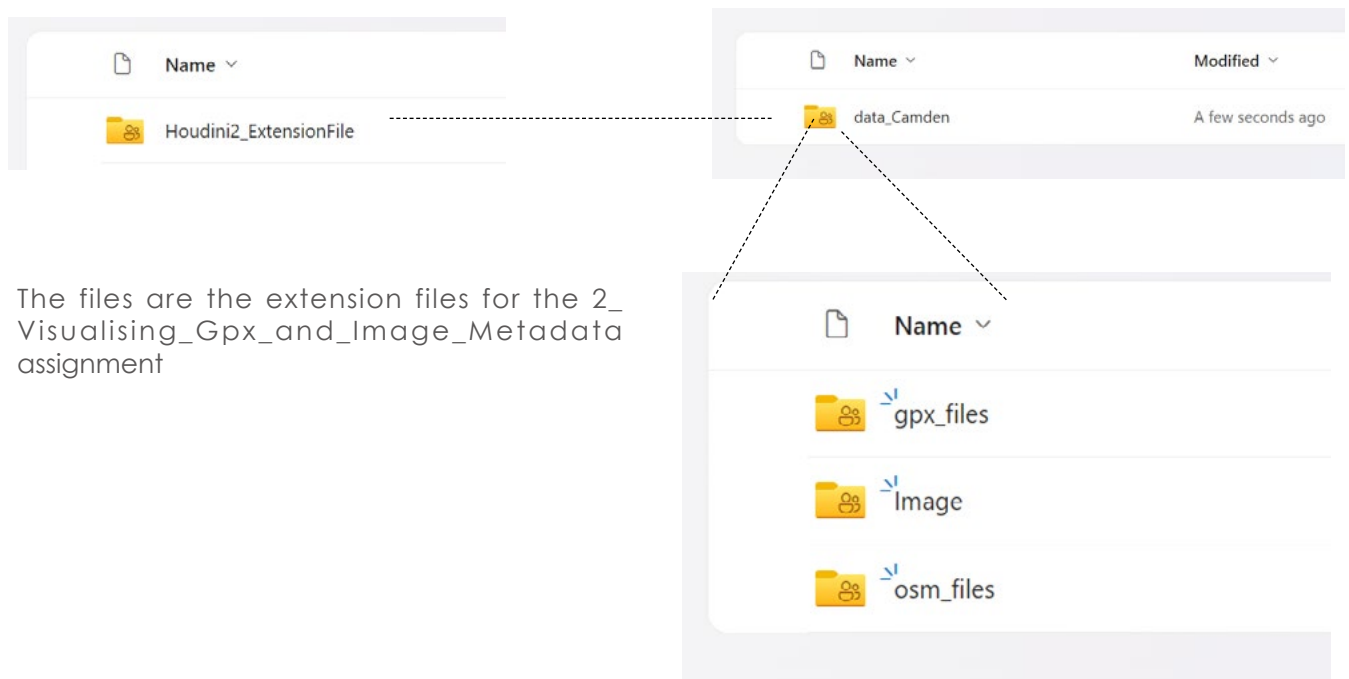 Name
Houdini2_ExtensionFile
Name
Modified
data_Camden
A few seconds ago
The files are the extension files for the 2_
Visualising_Gpx_and_Image_Metadata
assignment
Name
gpx_files
Image
osm_files